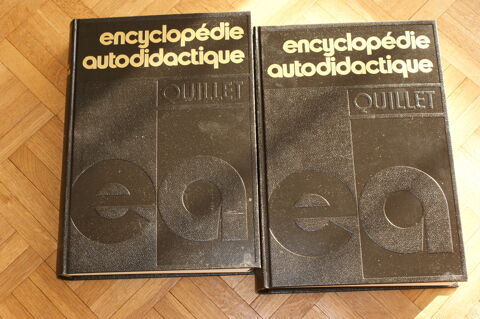 encyclopédie
autodidactique
QUILLET
ea
encyclopédie
autodidactique
QUILLET
ea